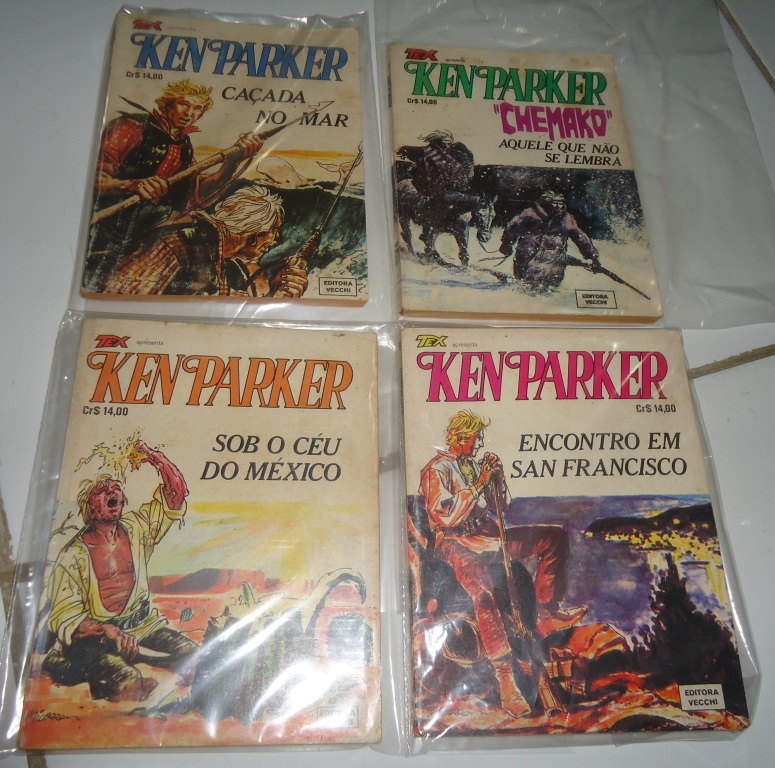 TEX apresenta
KEN PARKER
Cr$ 14,00
CAÇADA
NO MAR
EDITORA
VECCHI
TEX apresenta
KEN PARKER
Cr$ 14,00
"CHEMAKO"
AQUELE QUE NÃO
SE LEMBRA
EDITORA
VECCHI
TEX apresenta
KEN PARKER
Cr$ 14,00
SOB O CÉU
DO MÉXICO
TEX apresenta
KEN PARKER
Cr$ 14,00
ENCONTRO EM
SAN FRANCISCO
EDITORA
VECCHI